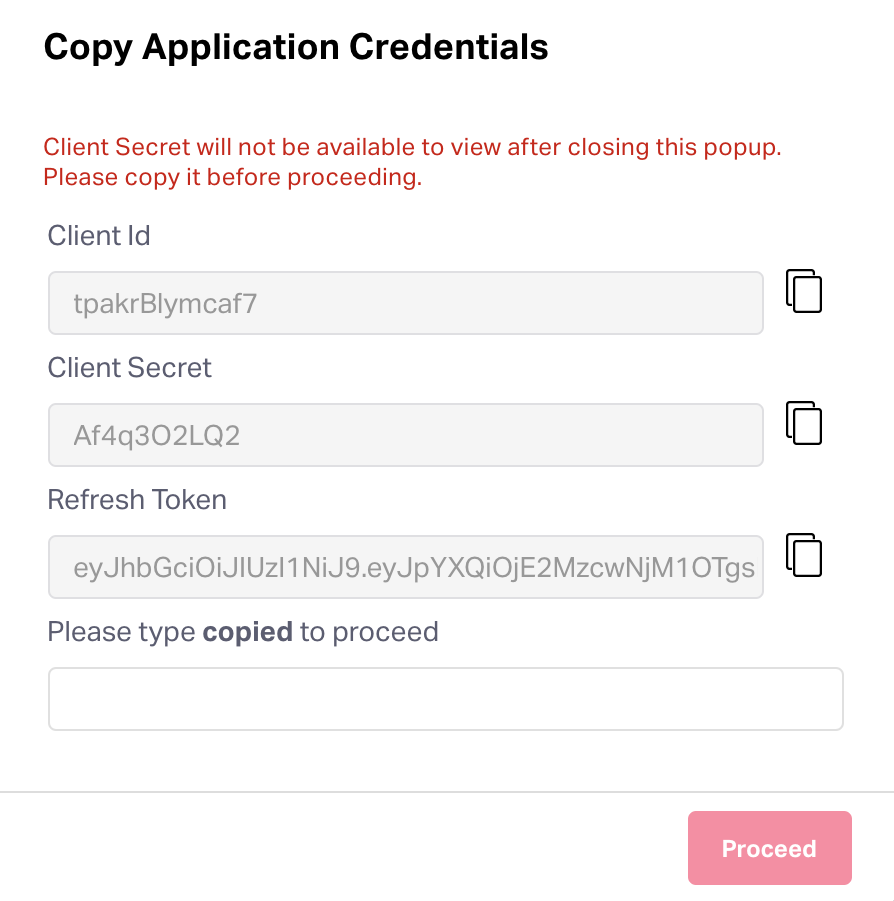 Copy Application Credentials
Client Secret will not be available to view after closing this popup.
Please copy it before proceeding.
Client Id
tpakrBlymcaf7
Client Secret
Af4q3O2LQ2
Refresh Token
eyJhbGciOiJIUzI1NiJ9.eyJpYXQiOjE2MzcwNjM1OTgs
Please type copied to proceed
Proceed